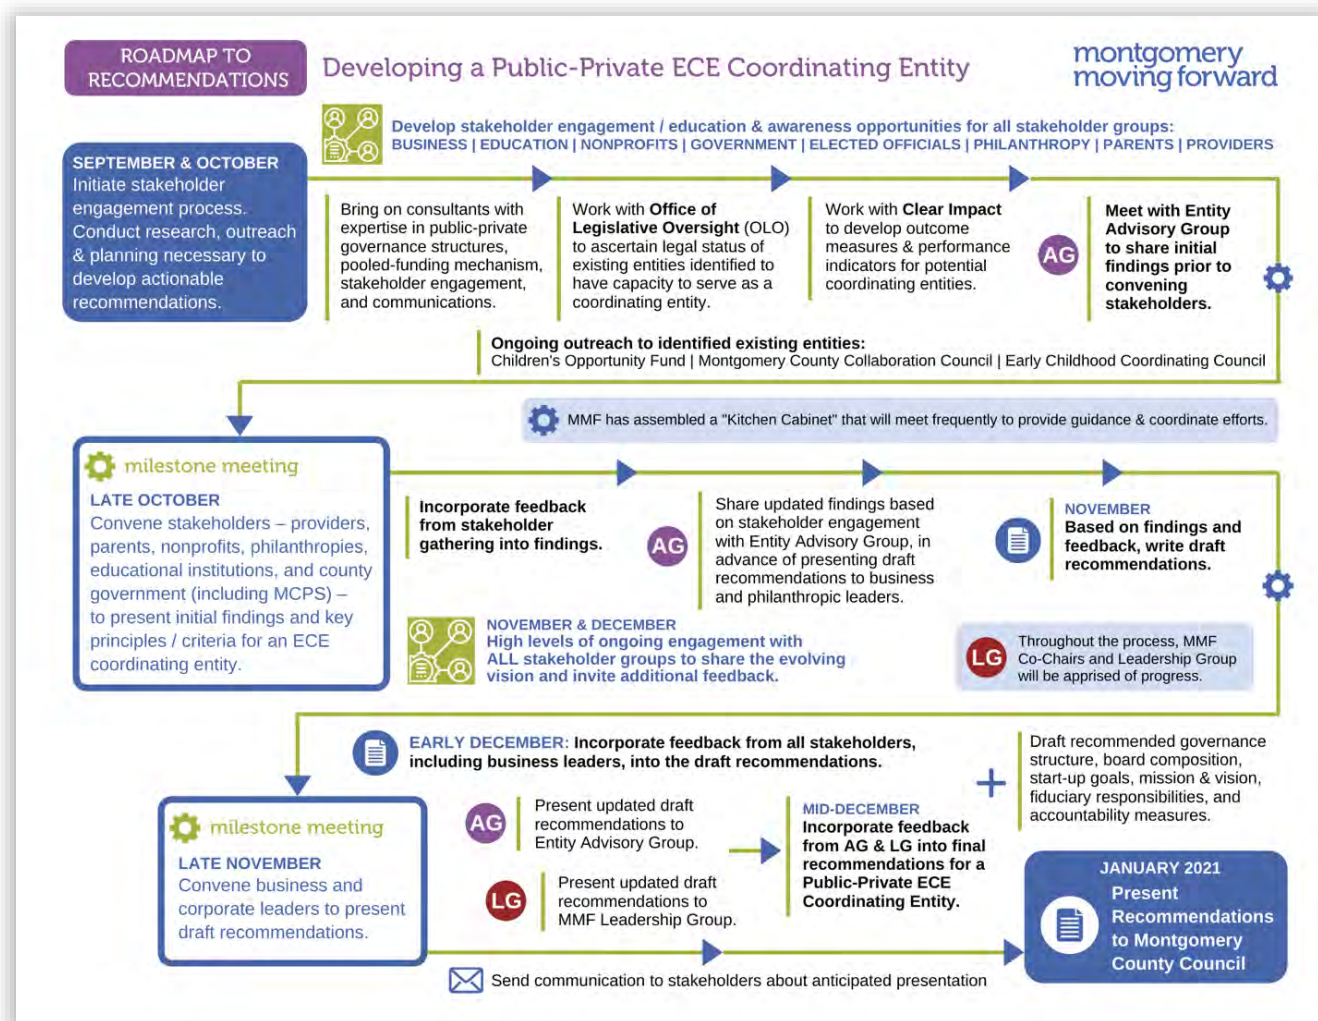 ROADMAP TO
RECOMMENDATIONS
Developing a Public-Private ECE Coordinating Entity
montgomery
moving forward
Develop stakeholder engagement / education & awareness opportunities for all stakeholder groups:
BUSINESS | EDUCATION | NONPROFITS | GOVERNMENT | ELECTED OFFICIALS | PHILANTHROPY | PARENTS | PROVIDERS
SEPTEMBER & OCTOBER
Initiate stakeholder
engagement process.
Conduct research, outreach
& planning necessary to
develop actionable
recommendations.
Bring on consultants with
expertise in public-private
governance structures,
pooled-funding mechanism,
stakeholder engagement,
and communications.
Work with Office of
Legislative Oversight (OLO)
to ascertain legal status of
existing entities identified to
have capacity to serve as a
coordinating entity.
Work with Clear Impact
to develop outcome
measures & performance
indicators for potential
coordinating entities.
AG
Meet with Entity
Advisory Group
to share initial
findings prior to
convening
stakeholders.
Ongoing outreach to identified existing entities:
Children's Opportunity Fund | Montgomery County Collaboration Council | Early Childhood Coordinating Council
MMF has assembled a "Kitchen Cabinet" that will meet frequently to provide guidance & coordinate efforts.
milestone meeting
LATE OCTOBER
Convene stakeholders – providers,
parents, nonprofits, philanthropies,
educational institutions, and county
government (including MCPS) –
to present initial findings and key
principles / criteria for an ECE
coordinating entity.
Incorporate feedback
from stakeholder
gathering into findings.
AG
Share updated findings based
on stakeholder engagement
with Entity Advisory Group, in
advance of presenting draft
recommendations to business
and philanthropic leaders.
NOVEMBER
Based on findings and
feedback, write draft
recommendations.
NOVEMBER & DECEMBER
High levels of ongoing engagement with
ALL stakeholder groups to share the evolving
vision and invite additional feedback.
LG
Throughout the process, MMF
Co-Chairs and Leadership Group
will be apprised of progress.
EARLY DECEMBER: Incorporate feedback from all stakeholders,
including business leaders, into the draft recommendations.
Draft recommended governance
structure, board composition,
start-up goals, mission & vision,
fiduciary responsibilities, and
accountability measures.
milestone meeting
LATE NOVEMBER
Convene business and
corporate leaders to present
draft recommendations.
AG
Present updated draft
recommendations to
Entity Advisory Group.
LG
Present updated draft
recommendations to
MMF Leadership Group.
MID-DECEMBER
Incorporate feedback
from AG & LG into final
recommendations for a
Public-Private ECE
Coordinating Entity.
JANUARY 2021
Present
Recommendations
to Montgomery
County Council
Send communication to stakeholders about anticipated presentation